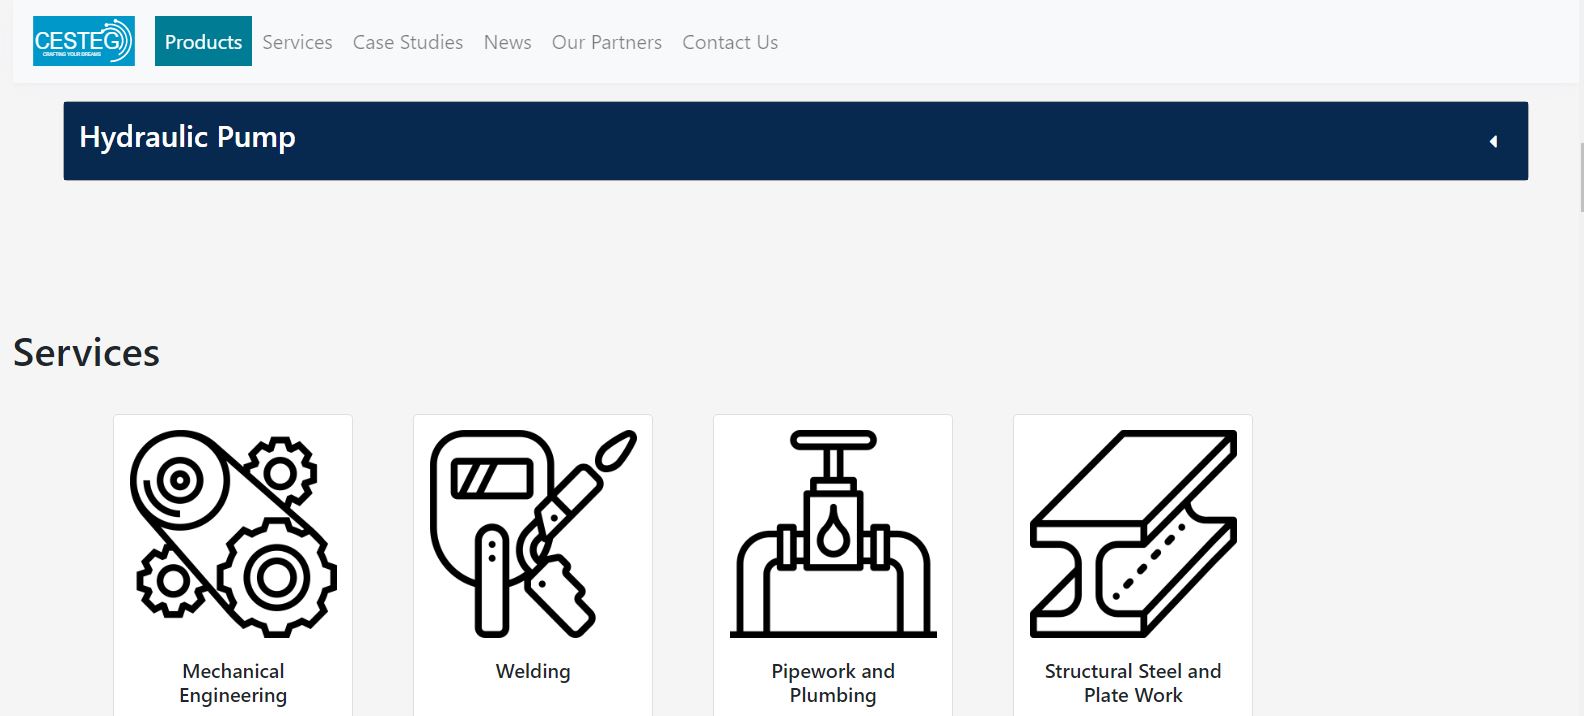 CESTEG
CRAFTING YOUR DREAMS
Products Services Case Studies News Our Partners Contact Us
Hydraulic Pump
Services
Mechanical
Engineering
Welding
Pipework and
Plumbing
Structural Steel and
Plate Work